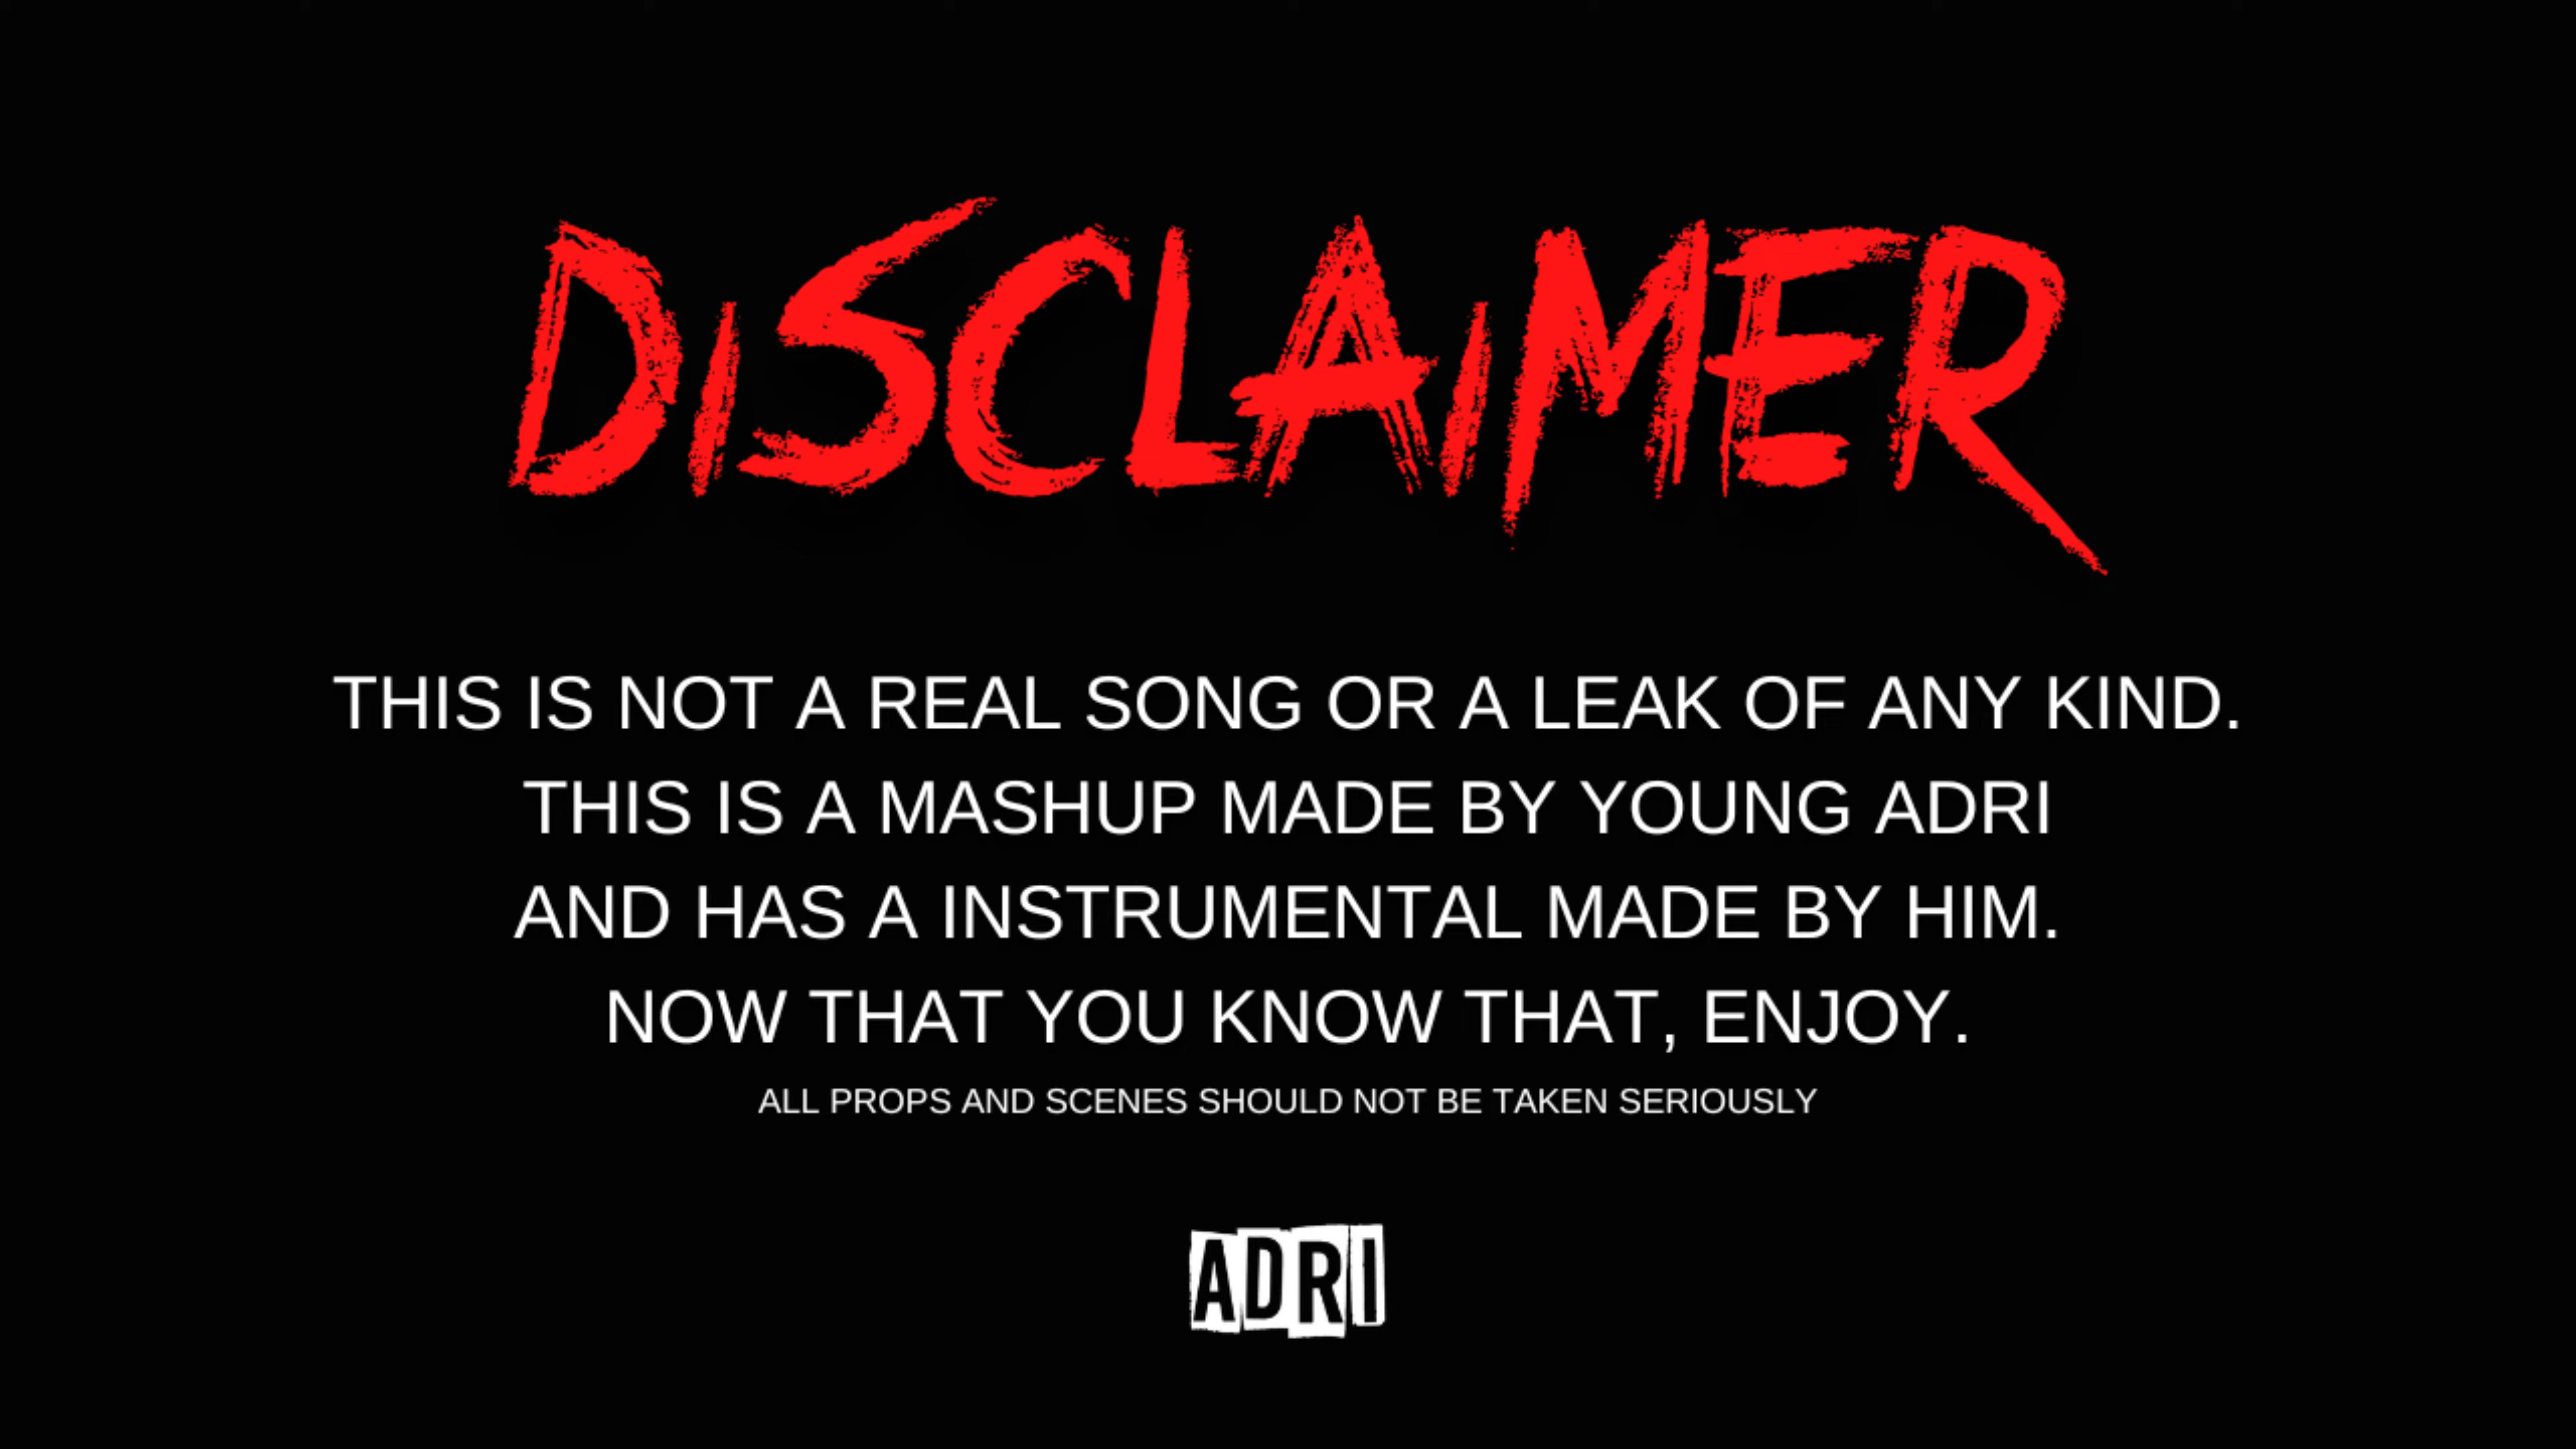 DiSCLAiMER
THIS IS NOT A REAL SONG OR A LEAK OF ANY KIND.
THIS IS A MASHUP MADE BY YOUNG ADRI
AND HAS A INSTRUMENTAL MADE BY HIM.
NOW THAT YOU KNOW THAT, ENJOY.
ALL PROPS AND SCENES SHOULD NOT BE TAKEN SERIOUSLY
ADRI